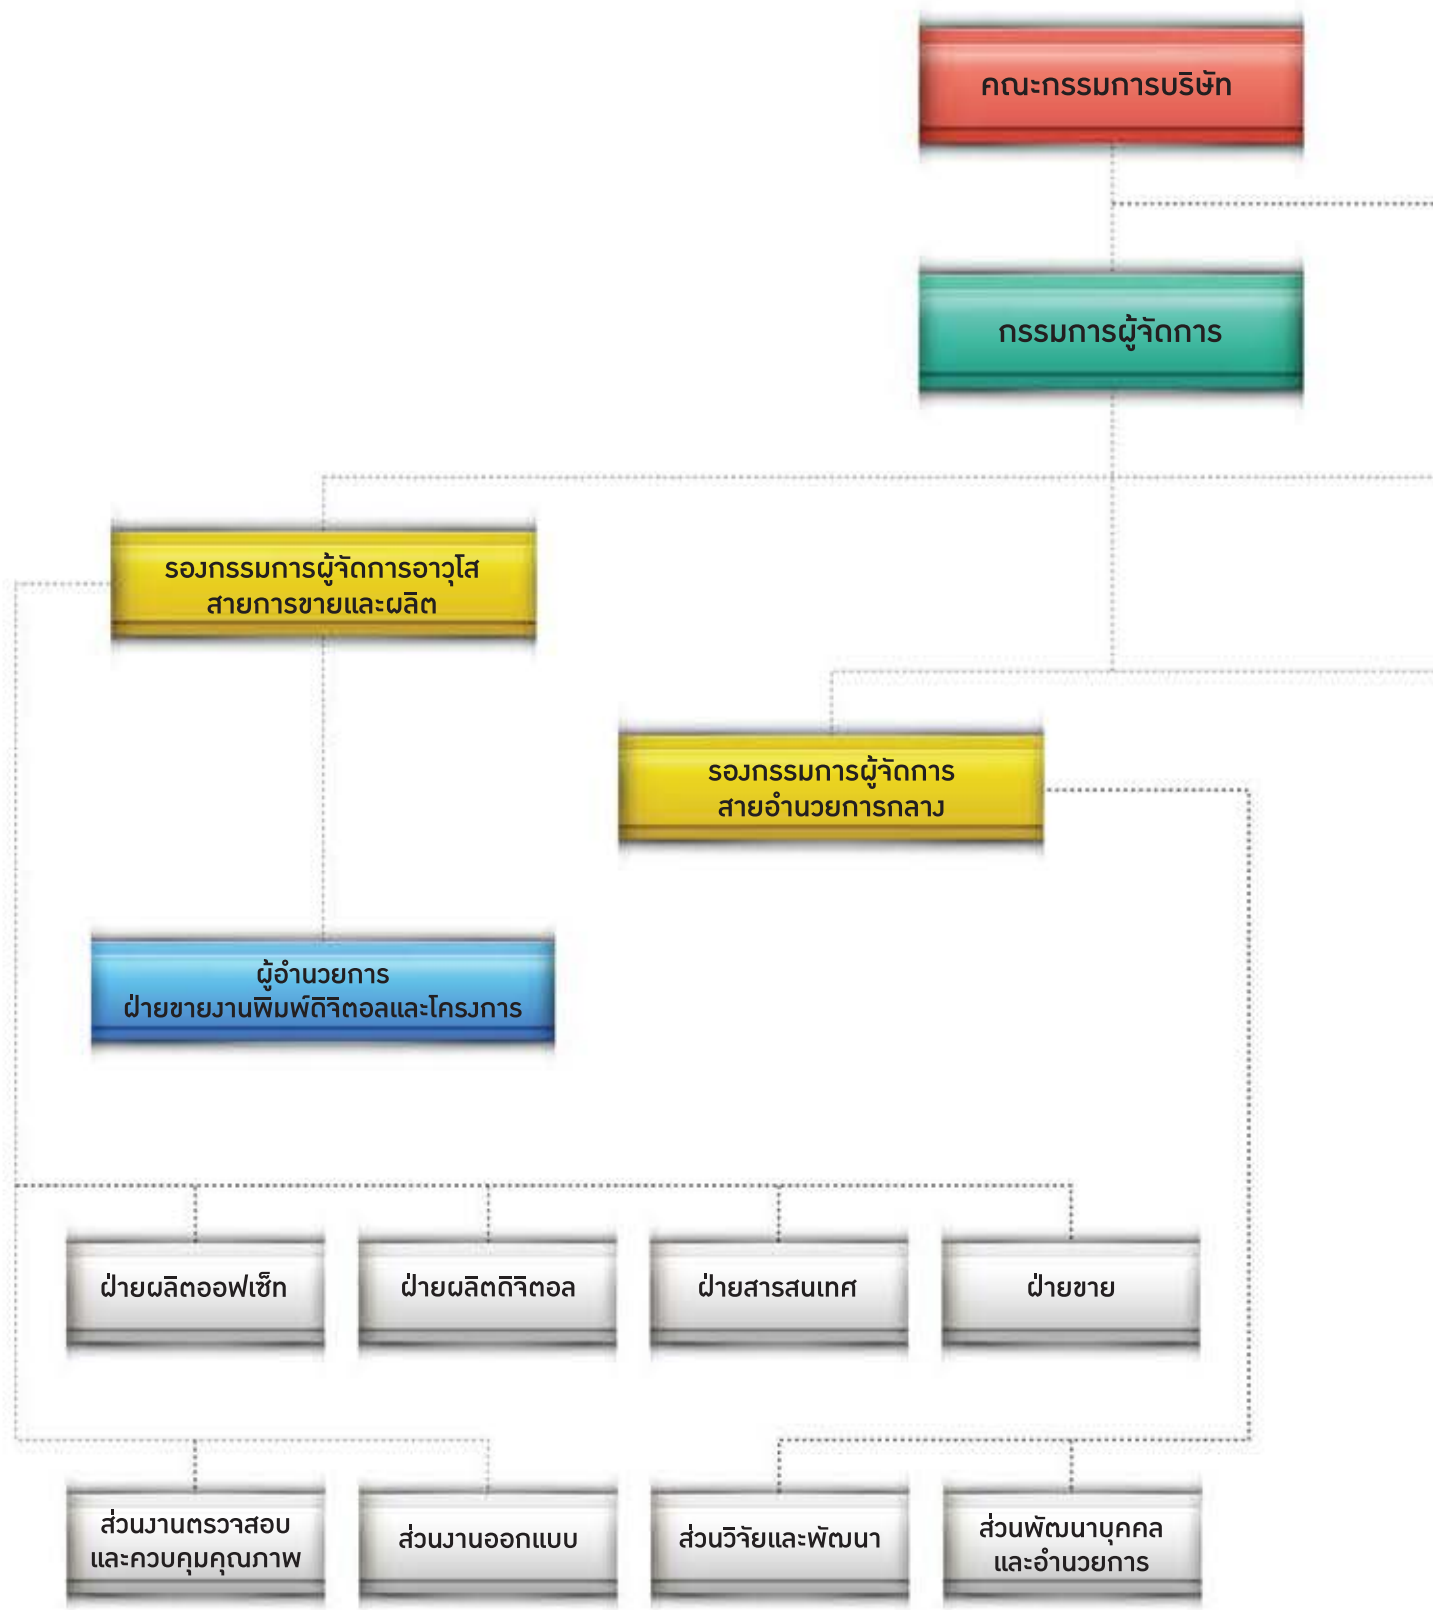 คณะกรรมการบริษัท
กรรมการผู้จัดการ
รองกรรมการผู้จัดการอาวุโส
สายการขายและผลิต
รองกรรมการผู้จัดการ
สายอำนวยการกลาง
ผู้อำนวยการ
ฝ่ายขายงานพิมพ์ดิจิตอลและโครงการ
ฝ่ายผลิตออฟเซ็ท
ฝ่ายผลิตดิจิตอล
ฝ่ายสารสนเทศ
ฝ่ายขาย
ส่วนงานตรวจสอบ
และควบคุมคุณภาพ
ส่วนงานออกแบบ
ส่วนวิจัยและพัฒนา
ส่วนพัฒนาบุคคล
และอำนวยการ